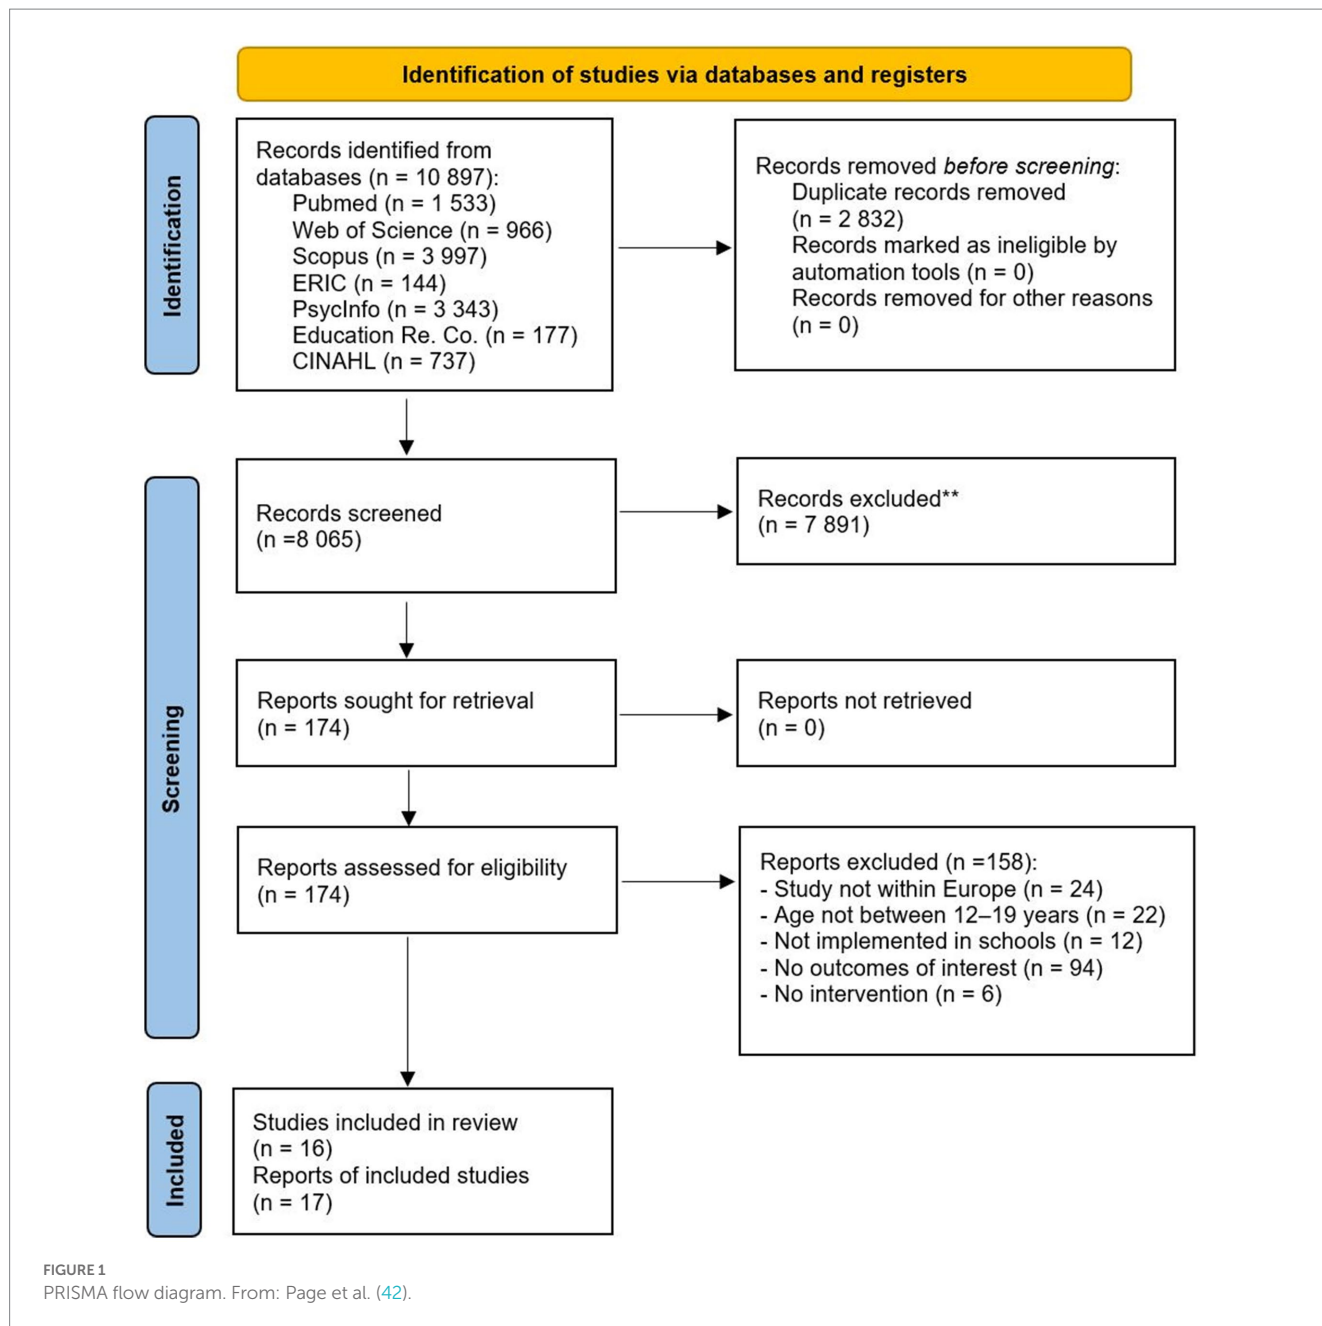 Identification of studies via databases and registers
Identification
Records identified from
databases (n = 10 897):
Pubmed (n = 1 533)
Web of Science (n = 966)
Scopus (n = 3 997)
ERIC (n = 144)
PsycInfo (n = 3 343)
Education Re. Co. (n = 177)
CINAHL (n = 737)
Records removed before screening:
Duplicate records removed
(n = 2 832)
Records marked as ineligible by
automation tools (n = 0)
Records removed for other reasons
(n = 0)
Screening
Records screened
(n =8 065)
Records excluded**
(n = 7 891)
Reports sought for retrieval
(n = 174)
Reports not retrieved
(n = 0)
Reports assessed for eligibility
(n = 174)
Reports excluded (n =158):
- Study not within Europe (n = 24)
- Age not between 12–19 years (n = 22)
- Not implemented in schools (n = 12)
- No outcomes of interest (n = 94)
- No intervention (n = 6)
Included
Studies included in review
(n = 16)
Reports of included studies
(n = 17)
FIGURE 1
PRISMA flow diagram. From: Page et al. (42).